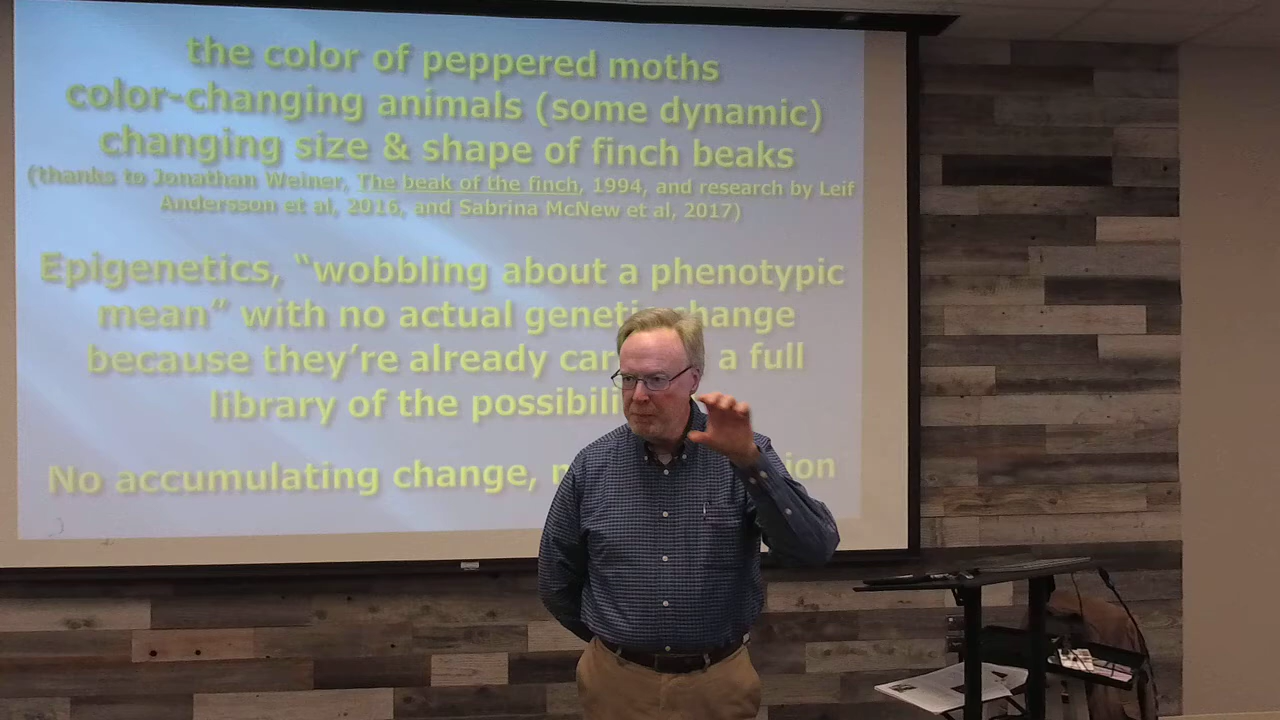 the color of peppered moths
color-changing animals (some dynamic)
changing size & shape of finch beaks
(thanks to Jonathan Weiner, The beak of the finch, 1994, and research by Leif
Andersson et al, 2016, and Sabrina McNew et al, 2017)
Epigenetics, “wobbling about a phenotypic
mean” with no actual genetic change
because they’re already a full
library of the
No accumulating change,